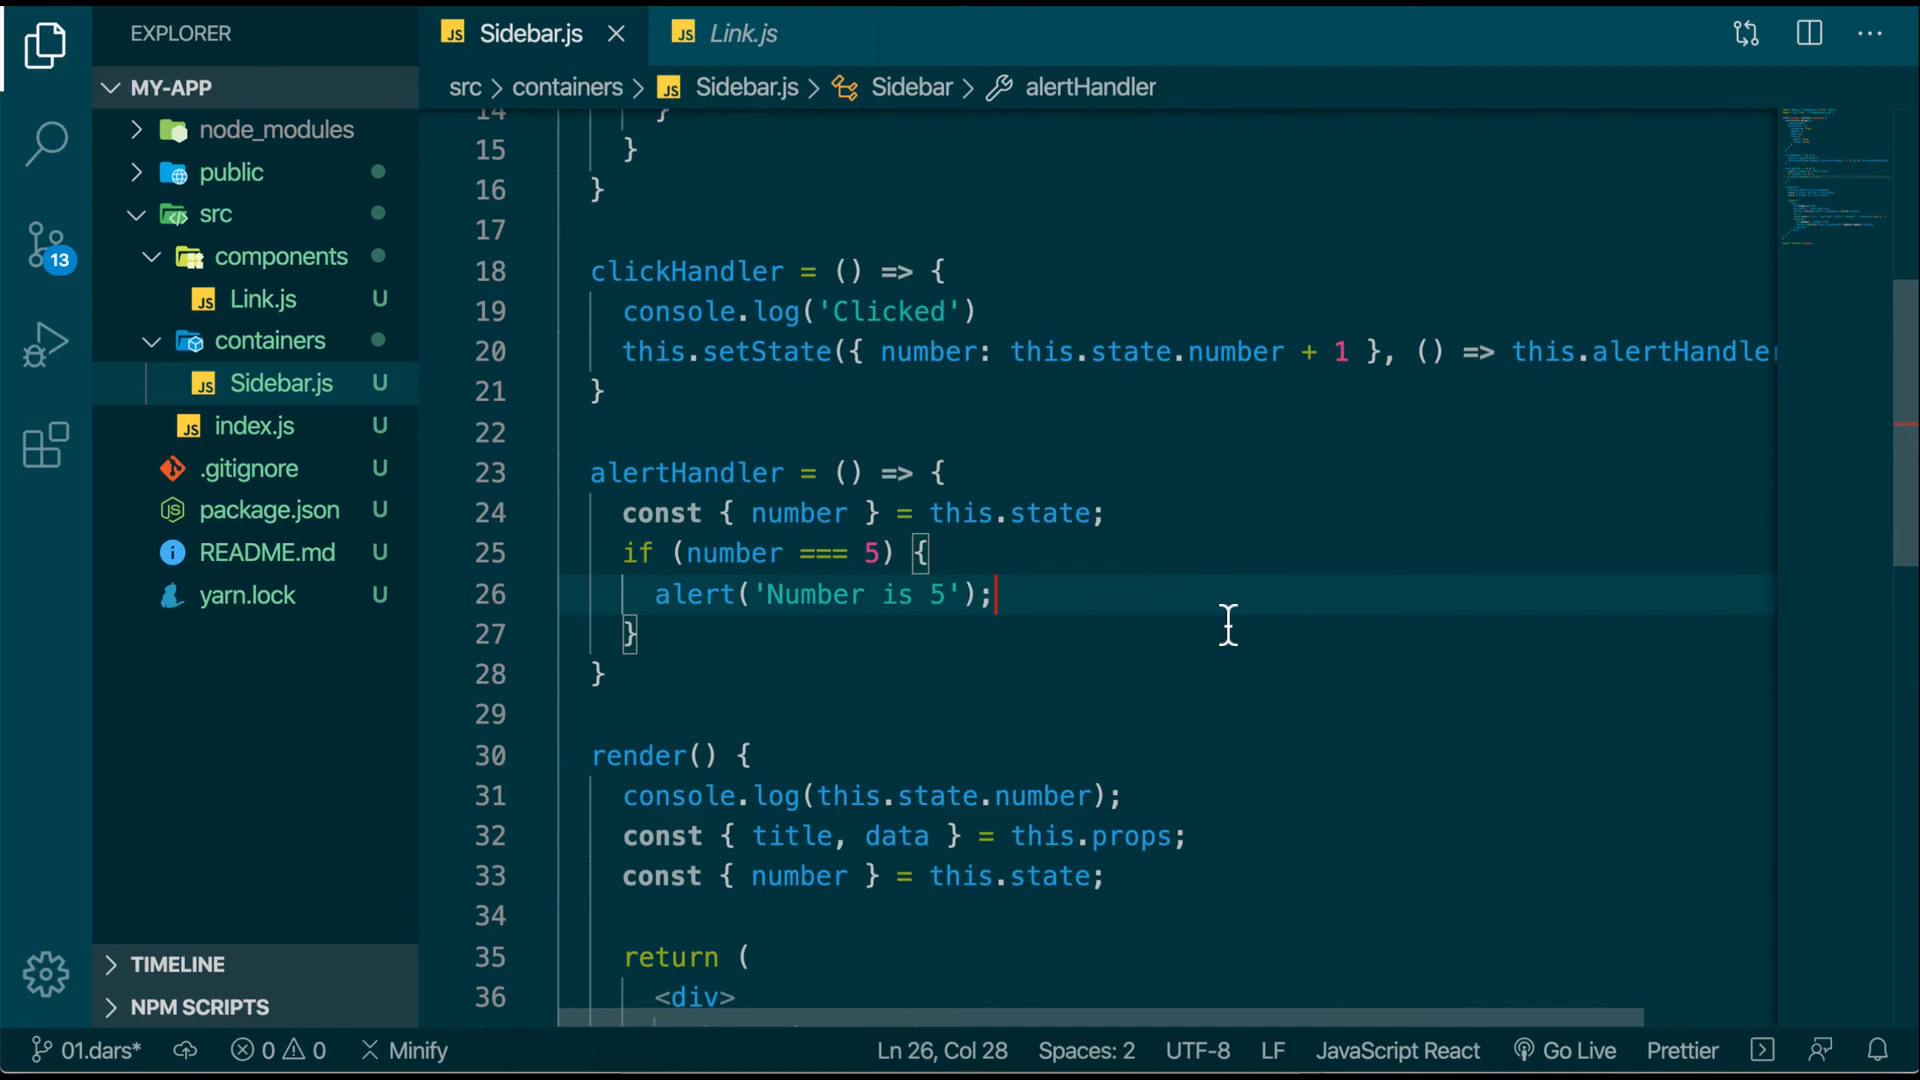 EXPLORER
MY-APP
node_modules
public
src
components
Link.js U
containers
Sidebar.js U
index.js U
.gitignore U
package.json U
README.md U
yarn.lock U
TIMELINE
NPM SCRIPTS
13
JS Sidebar.js
JS Link.js
src > containers > JS Sidebar.js > Sidebar > alertHandler
14 }
15 }
16 }
17
18 clickHandler = () => {
19 console.log('Clicked')
20 this.setState({ number: this.state.number + 1 }, () => this.alertHandler
21 }
22
23 alertHandler = () => {
24 const { number } = this.state;
25 if (number === 5) {
26 alert('Number is 5');
27 }
28 }
29
30 render() {
31 console.log(this.state.number);
32 const { title, data } = this.props;
33 const { number } = this.state;
34
35 return (
36 <div>
01.dars* 0 0 Minify Ln 26, Col 28 Spaces: 2 UTF-8 LF JavaScript React Go Live Prettier